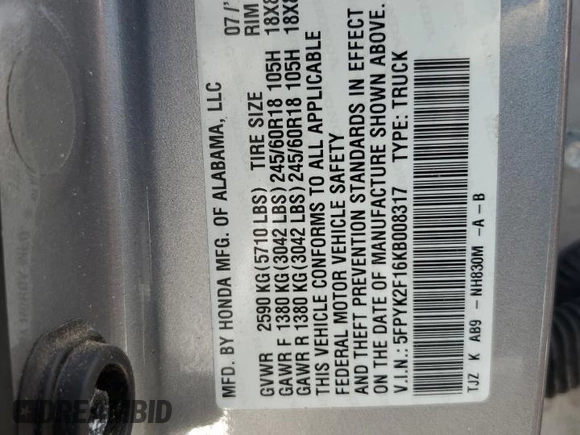 MFD. BY HONDA MFG. OF ALABAMA, LLC 07/
GVWR 2590 KG (5710 LBS) TIRE SIZE RIM
GAWR F 1380 KG (3042 LBS) 245/60R18 105H 18X8
GAWR R 1380 KG (3042 LBS) 245/60R18 105H 18X8
THIS VEHICLE CONFORMS TO ALL APPLICABLE
FEDERAL MOTOR VEHICLE SAFETY
AND THEFT PREVENTION STANDARDS IN EFFECT
ON THE DATE OF MANUFACTURE SHOWN ABOVE.
V.I.N.: 5FPYK2F16KB008317 TYPE: TRUCK
TJZ K AB9 - NH830M -A-B
DREAMBID